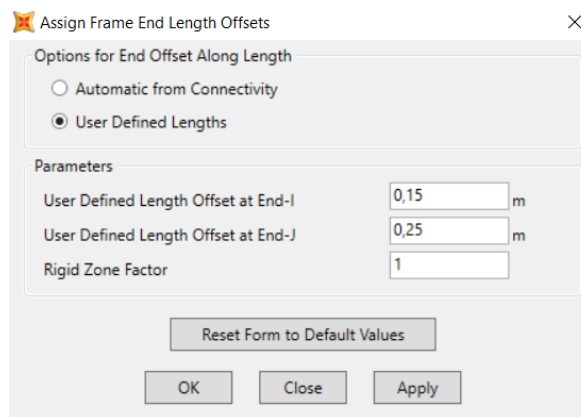 Assign Frame End Length Offsets
Options for End Offset Along Length
Automatic from Connectivity
User Defined Lengths
Parameters
User Defined Length Offset at End-I 0,15 m
User Defined Length Offset at End-J 0,25 m
Rigid Zone Factor 1
Reset Form to Default Values
OK Close Apply